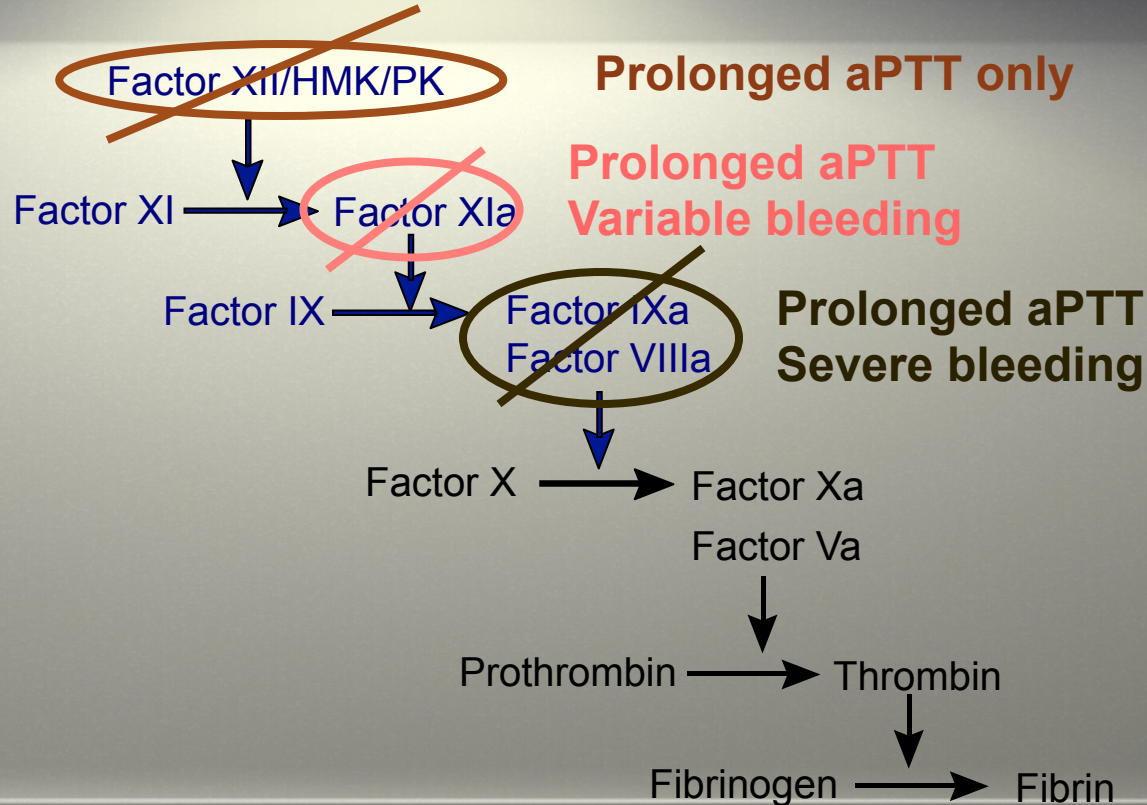 Factor XII/HMK/PK
Prolonged aPTT only
Prolonged aPTT
Variable bleeding
Factor XI
Factor XIa
Factor IX
Factor IXa
Factor VIIIa
Prolonged aPTT
Severe bleeding
Factor X
Factor Xa
Factor Va
Prothrombin
Thrombin
Fibrinogen
Fibrin